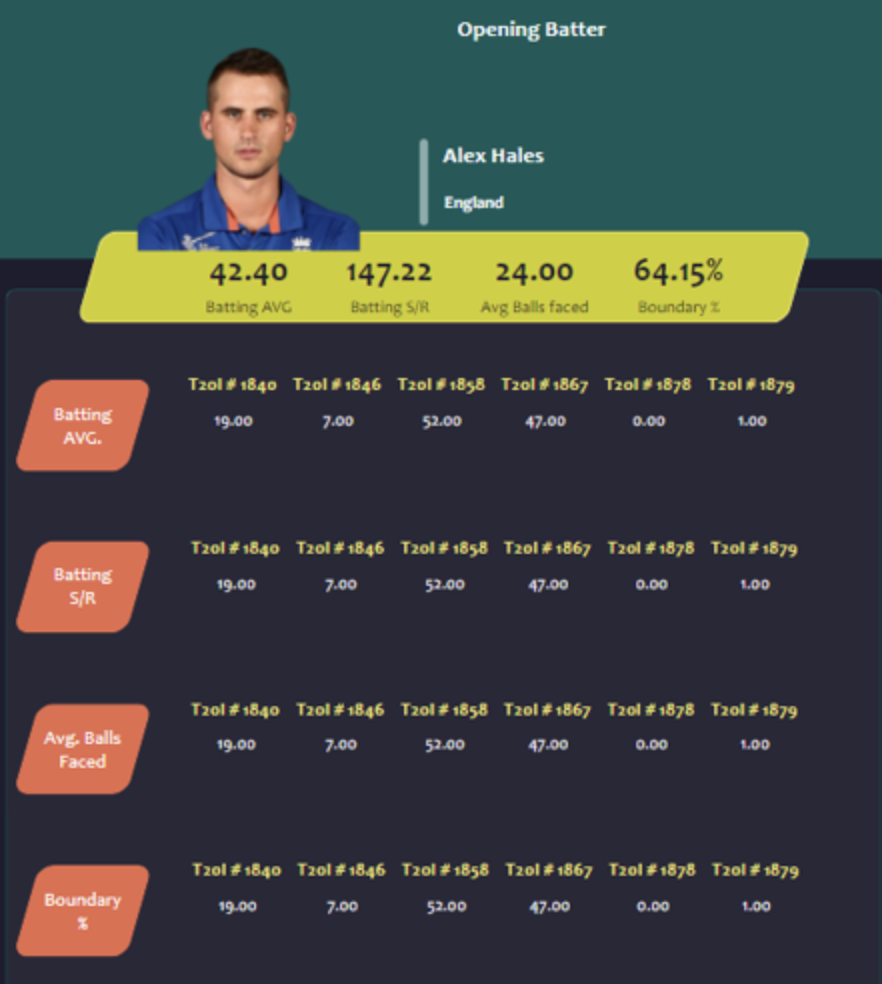 Opening Batter
Alex Hales
England
42.40 147.22 24.00 64.15%
Batting AVG Batting S/R Avg Balls faced Boundary %
T20I # 1840 T20I # 1846 T20I # 1858 T20I # 1867 T20I # 1878 T20I # 1879
Batting
AVG.
19.00 7.00 52.00 47.00 0.00 1.00
T20I # 1840 T20I # 1846 T20I # 1858 T20I # 1867 T20I # 1878 T20I # 1879
Batting
S/R
19.00 7.00 52.00 47.00 0.00 1.00
T20I # 1840 T20I # 1846 T20I # 1858 T20I # 1867 T20I # 1878 T20I # 1879
Avg. Balls
Faced
19.00 7.00 52.00 47.00 0.00 1.00
T20I # 1840 T20I # 1846 T20I # 1858 T20I # 1867 T20I # 1878 T20I # 1879
Boundary
%
19.00 7.00 52.00 47.00 0.00 1.00